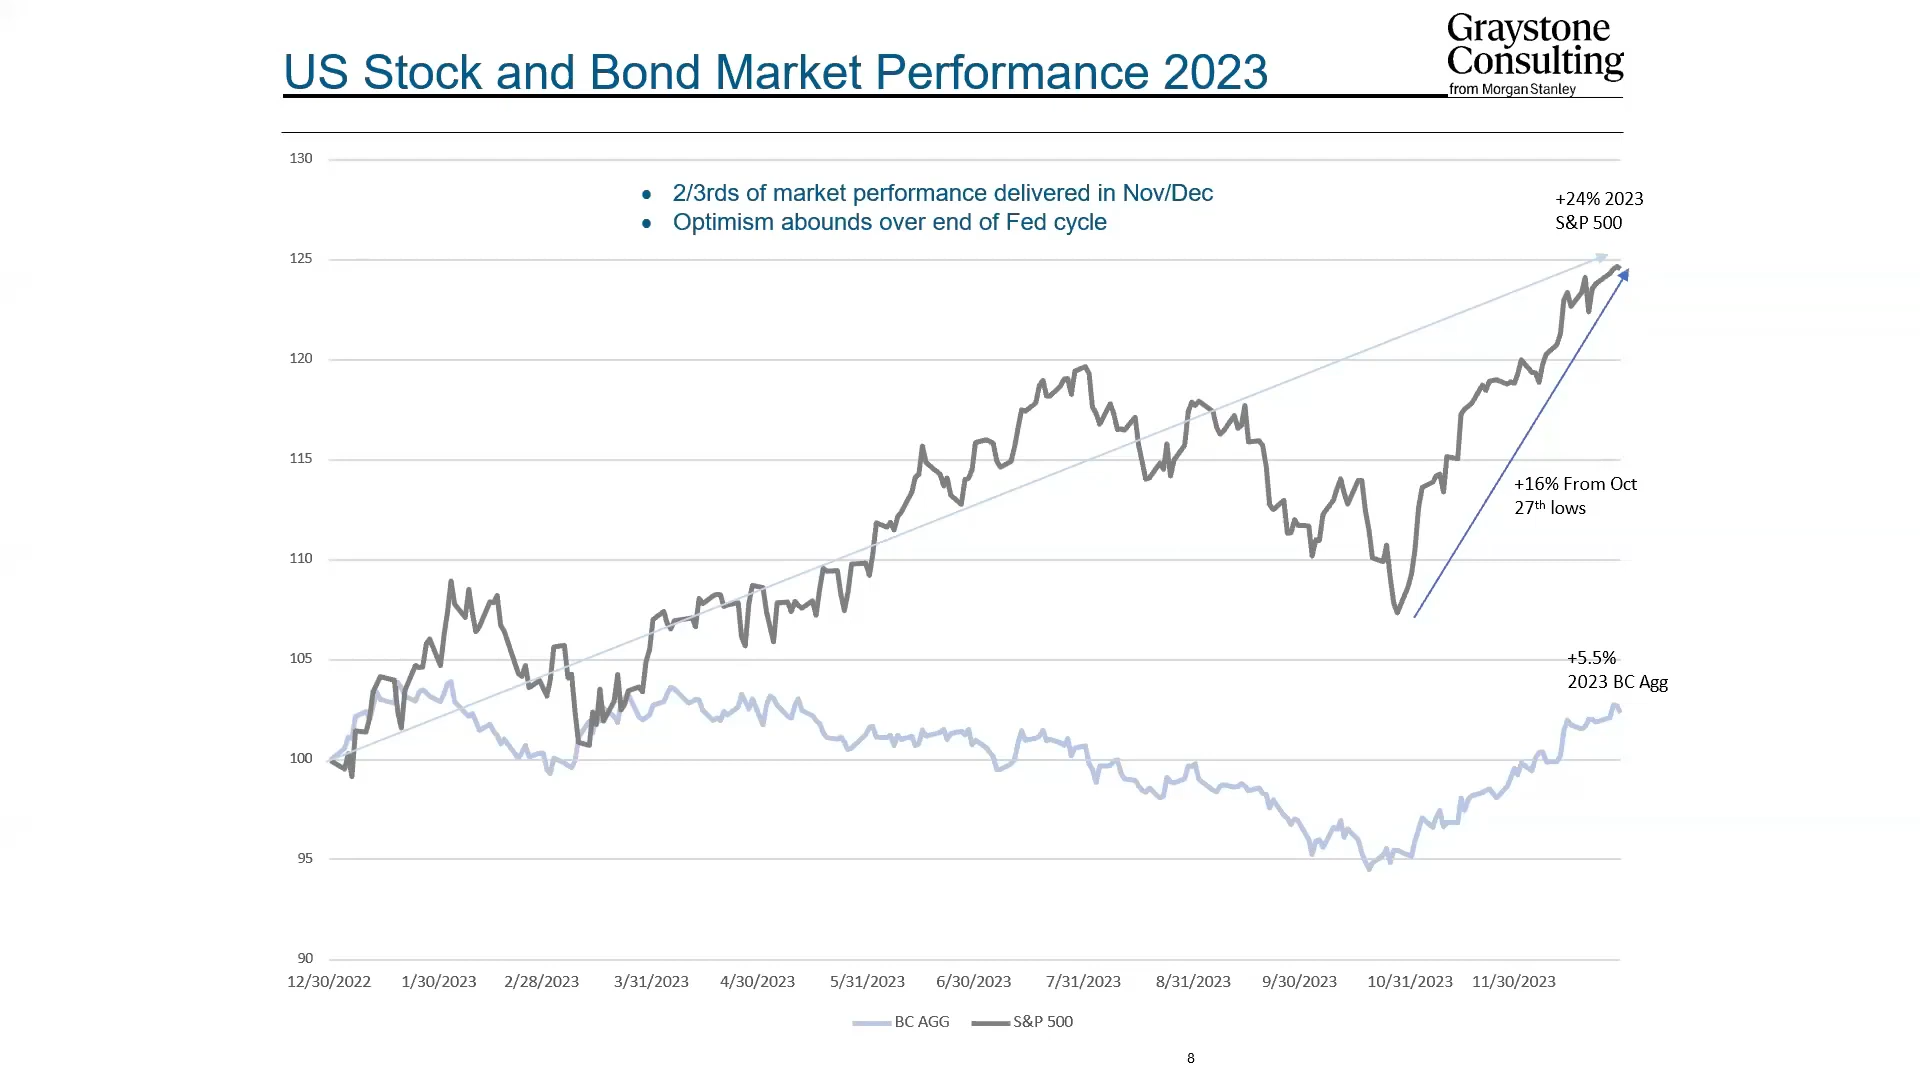 Graystone
Consulting
from Morgan Stanley
US Stock and Bond Market Performance 2023
130
• 2/3rds of market performance delivered in Nov/Dec
• Optimism abounds over end of Fed cycle
+24% 2023
S&P 500
125
120
115
+16% From Oct
27th lows
110
105
+5.5%
2023 BC Agg
100
95
90
12/30/2022 1/30/2023 2/28/2023 3/31/2023 4/30/2023 5/31/2023 6/30/2023 7/31/2023 8/31/2023 9/30/2023 10/31/2023 11/30/2023
BC AGG S&P 500
8